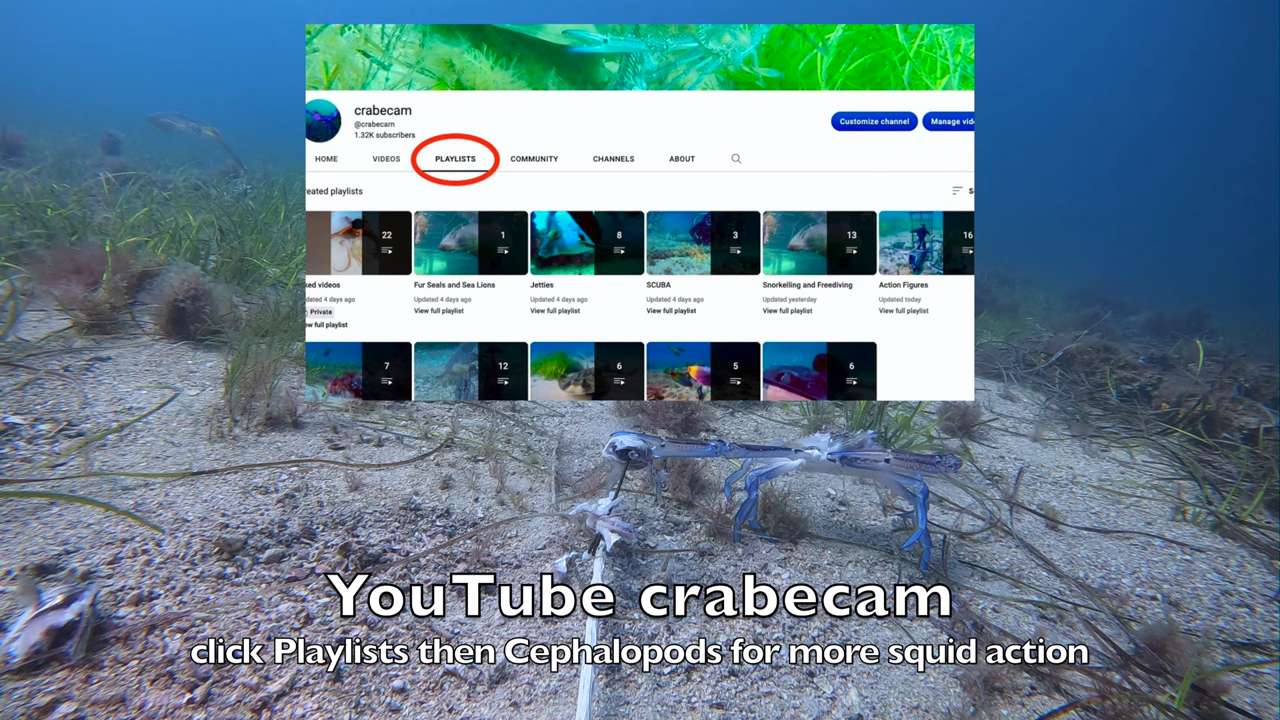 crabecam
@crabecam
1.32K subscribers
Customize channel
Manage vide
HOME VIDEOS PLAYLISTS COMMUNITY CHANNELS ABOUT
eated playlists
S
22 1 8 3 13 16
ked videos
Fur Seals and Sea Lions
Jetties
SCUBA
Snorkelling and Freediving
Action Figures
dated 4 days ago
Updated 4 days ago
Updated 4 days ago
Updated 4 days ago
Updated yesterday
Updated today
Private
View full playlist
View full playlist
View full playlist
View full playlist
View full playlist
ew full playlist
7 12 6 5 6
YouTube crabecam
click Playlists then Cephalopods for more squid action